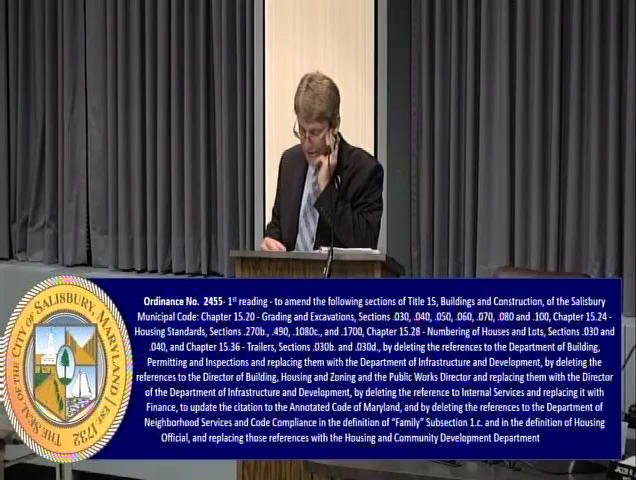 Ordinance No. 2455- 1st reading - to amend the following sections of Title 15, Buildings and Construction, of the Salisbury
Municipal Code: Chapter 15.20 - Grading and Excavations, Sections .030, .040, .050, .060, .070, .080 and .100, Chapter 15.24 -
Housing Standards, Sections .270b., .490, .1080c., and .1700, Chapter 15.28 - Numbering of Houses and Lots, Sections .030 and
.040, and Chapter 15.36 - Trailers, Sections .030b. and .030d., by deleting the references to the Department of Building,
Permitting and Inspections and replacing them with the Department of Infrastructure and Development, by deleting the
references to the Director of Building, Housing and Zoning and the Public Works Director and replacing them with the Director
of the Department of Infrastructure and Development, by deleting the reference to Internal Services and replacing it with
Finance, to update the citation to the Annotated Code of Maryland, and by deleting the references to the Department of
Neighborhood Services and Code Compliance in the definition of “Family” Subsection 1.c. and in the definition of Housing
Official, and replacing those references with the Housing and Community Development Department
THE SEAL OF THE CITY OF SALISBURY, MARYLAND EST 1732